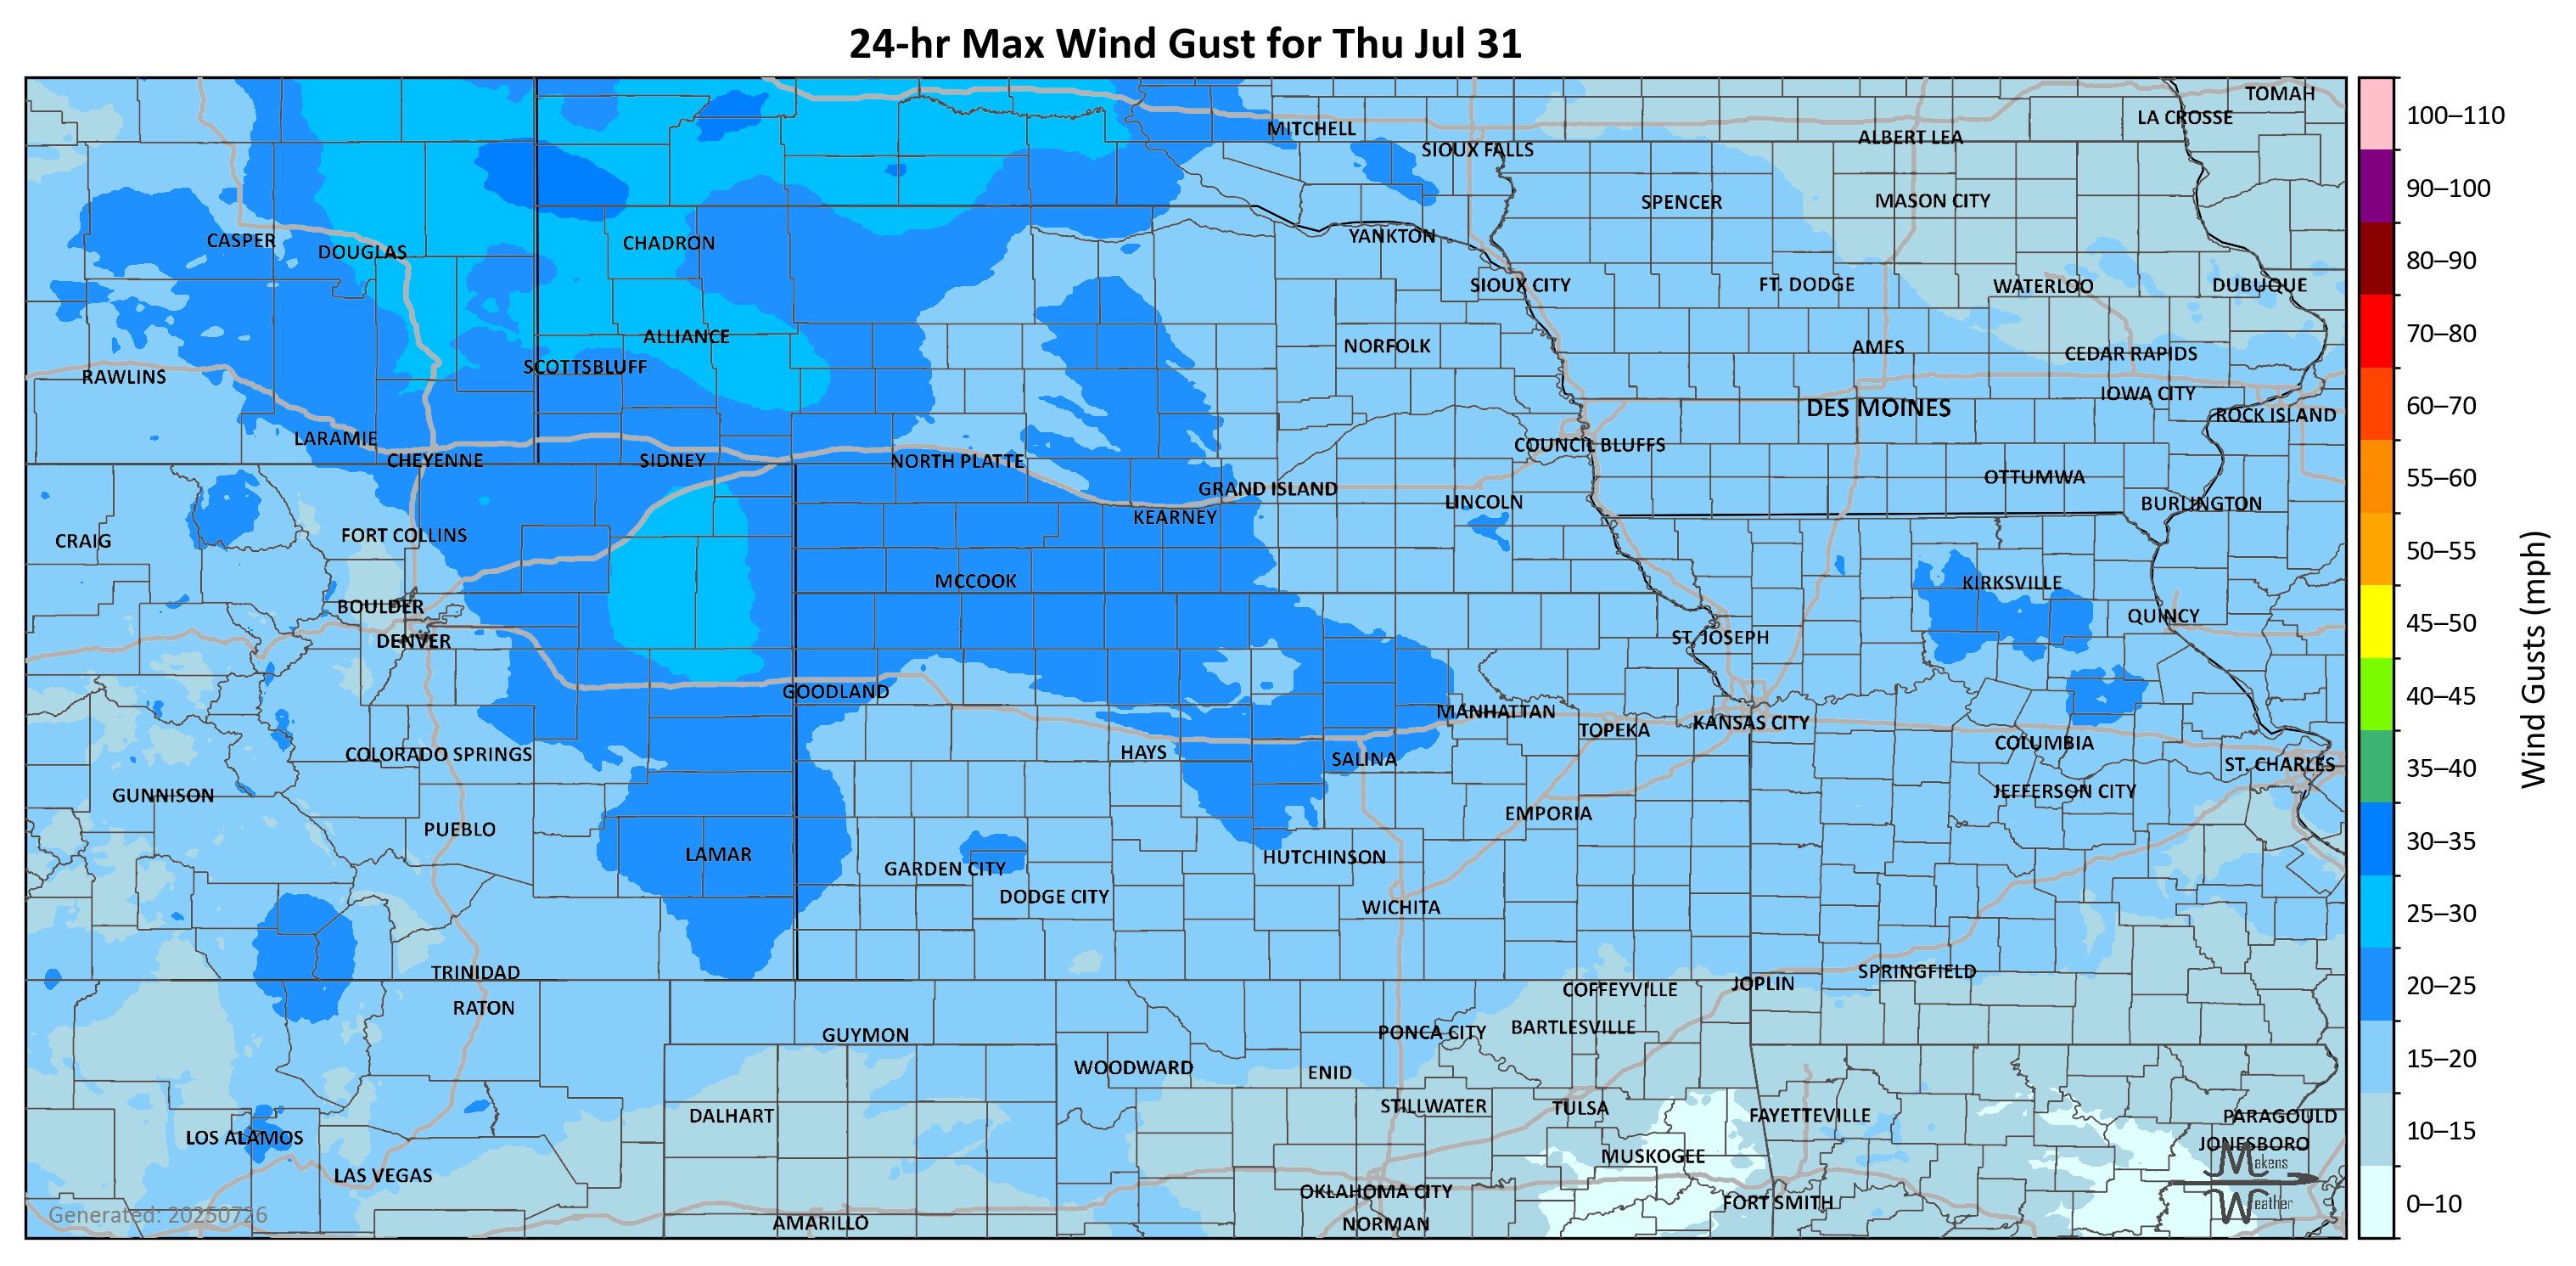 24-hr Max Wind Gust for Thu Jul 31
TOMAH
LA CROSSE
MITCHELL
ALBERT LEA
SIOUX FALLS
SPENCER
MASON CITY
CASPER
DOUGLAS
CHADRON
YANKTON
SIOUX CITY
FT. DODGE
WATERLOO
DUBUQUE
ALLIANCE
NORFOLK
AMES
CEDAR RAPIDS
SCOTTSBLUFF
RAWLINS
IOWA CITY
DES MOINES
ROCK ISLAND
LARAMIE
COUNCIL BLUFFS
CHEYENNE
SIDNEY
NORTH PLATTE
OTTUMWA
GRAND ISLAND
LINCOLN
BURLINGTON
KEARNEY
FORT COLLINS
CRAIG
MCCOOK
KIRKSVILLE
BOULDER
QUINCY
DENVER
ST. JOSEPH
GOODLAND
MANHATTAN
TOPEKA
KANSAS CITY
COLUMBIA
COLORADO SPRINGS
HAYS
SALINA
ST. CHARLES
GUNNISON
JEFFERSON CITY
EMPORIA
PUEBLO
LAMAR
HUTCHINSON
GARDEN CITY
DODGE CITY
WICHITA
TRINIDAD
SPRINGFIELD
JOPLIN
COFFEYVILLE
RATON
GUYMON
PONCA CITY
BARTLESVILLE
WOODWARD
ENID
DALHART
STILLWATER
TULSA
FAYETTEVILLE
PARAGOULD
LOS ALAMOS
JONESBORO
MUSKOGEE
LAS VEGAS
OKLAHOMA CITY
FORT SMITH
AMARILLO
NORMAN
Generated: 20250726
Makens
Weather
100–110
90–100
80–90
70–80
60–70
55–60
50–55
45–50
40–45
35–40
30–35
25–30
20–25
15–20
10–15
0–10
Wind Gusts (mph)